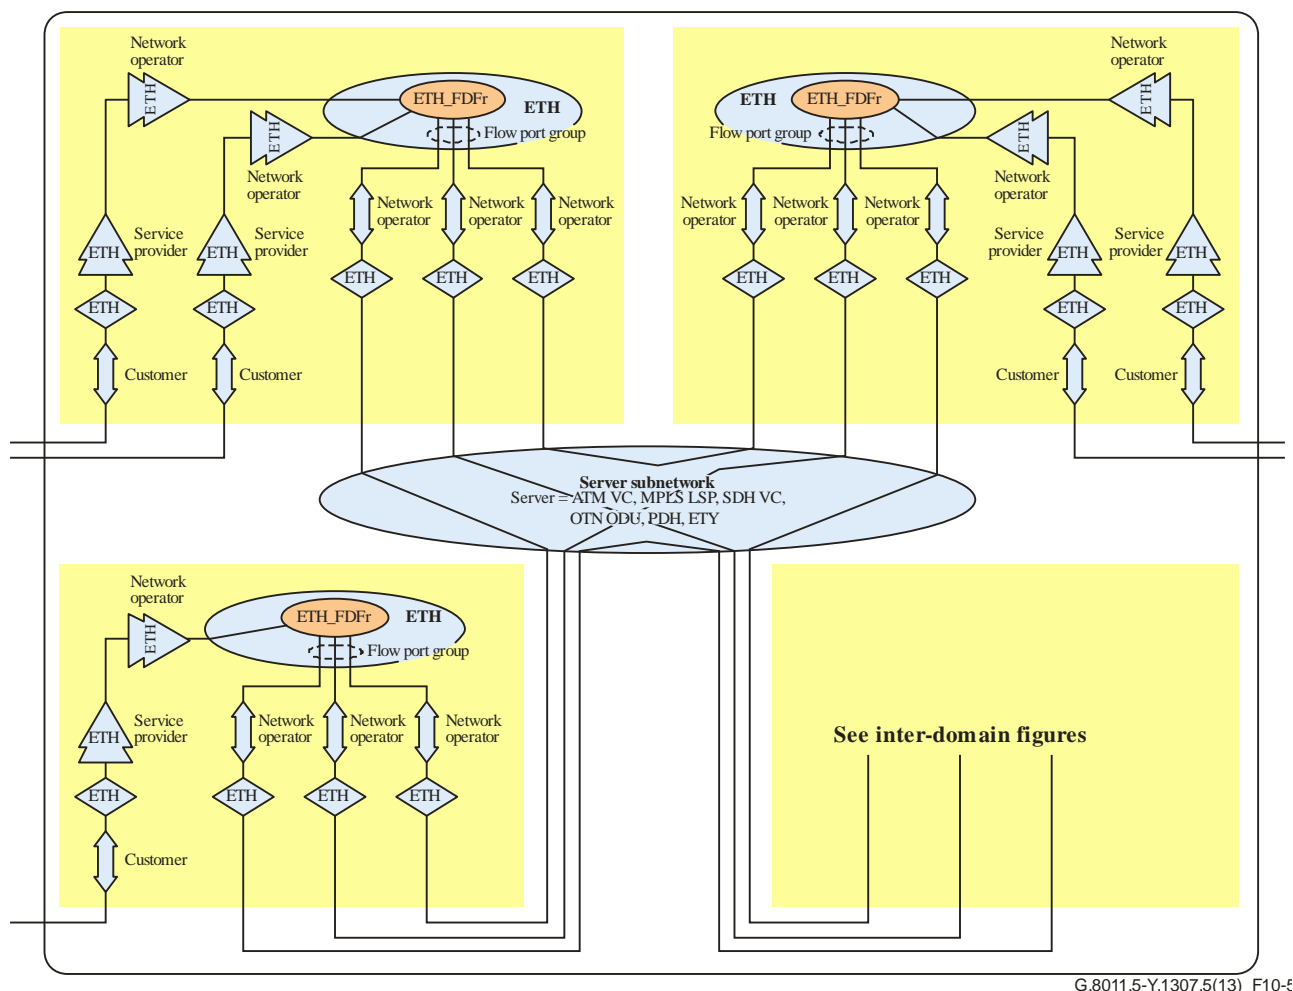 Network
operator
ETH
Network
operator
ETH
ETH_FDFr
ETH
Flow port group
Service
provider
ETH
Service
provider
ETH
Network
operator
Network
operator
Network
operator
ETH
ETH
ETH
ETH
ETH
Customer
Customer
Network
operator
ETH
Network
operator
ETH
ETH
ETH_FDFr
Flow port group
Network
operator
Network
operator
Network
operator
Service
provider
ETH
Service
provider
ETH
ETH
ETH
ETH
ETH
ETH
Customer
Customer
Server subnetwork
Server = ATM VC, MPLS LSP, SDH VC,
OTN ODU, PDH, ETY
Network
operator
ETH
ETH_FDFr
ETH
Flow port group
Service
provider
ETH
Network
operator
Network
operator
Network
operator
ETH
ETH
ETH
ETH
Customer
See inter-domain figures
G.8011.5-Y.1307.5(13)_F10-5